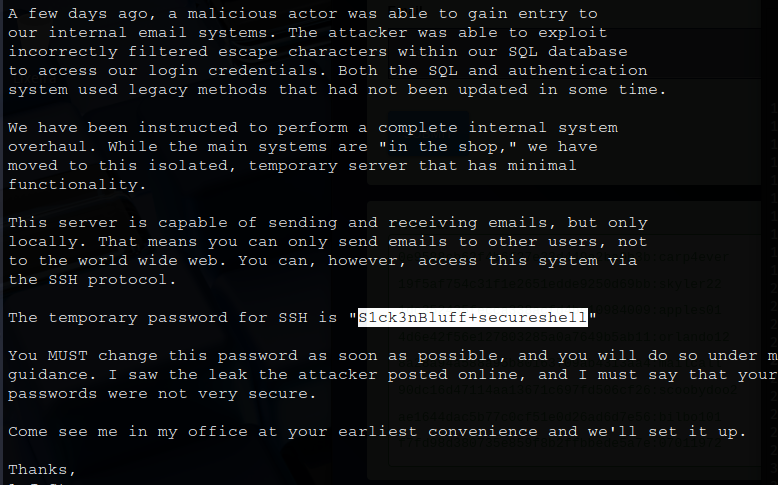 A few days ago, a malicious actor was able to gain entry to
our internal email systems. The attacker was able to exploit
incorrectly filtered escape characters within our SQL database
to access our login credentials. Both the SQL and authentication
system used legacy methods that had not been updated in some time.
We have been instructed to perform a complete internal system
overhaul. While the main systems are "in the shop," we have
moved to this isolated, temporary server that has minimal
functionality.
This server is capable of sending and receiving emails, but only
locally. That means you can only send emails to other users, not
to the world wide web. You can, however, access this system via
the SSH protocol.
The temporary password for SSH is "S1ck3nBluff+secureshell"
You MUST change this password as soon as possible, and you will do so under m
guidance. I saw the leak the attacker posted online, and I must say that your
passwords were not very secure.
Come see me in my office at your earliest convenience and we'll set it up.
Thanks,